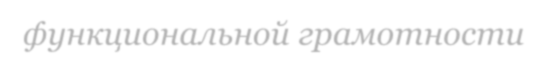 функциональной грамотности